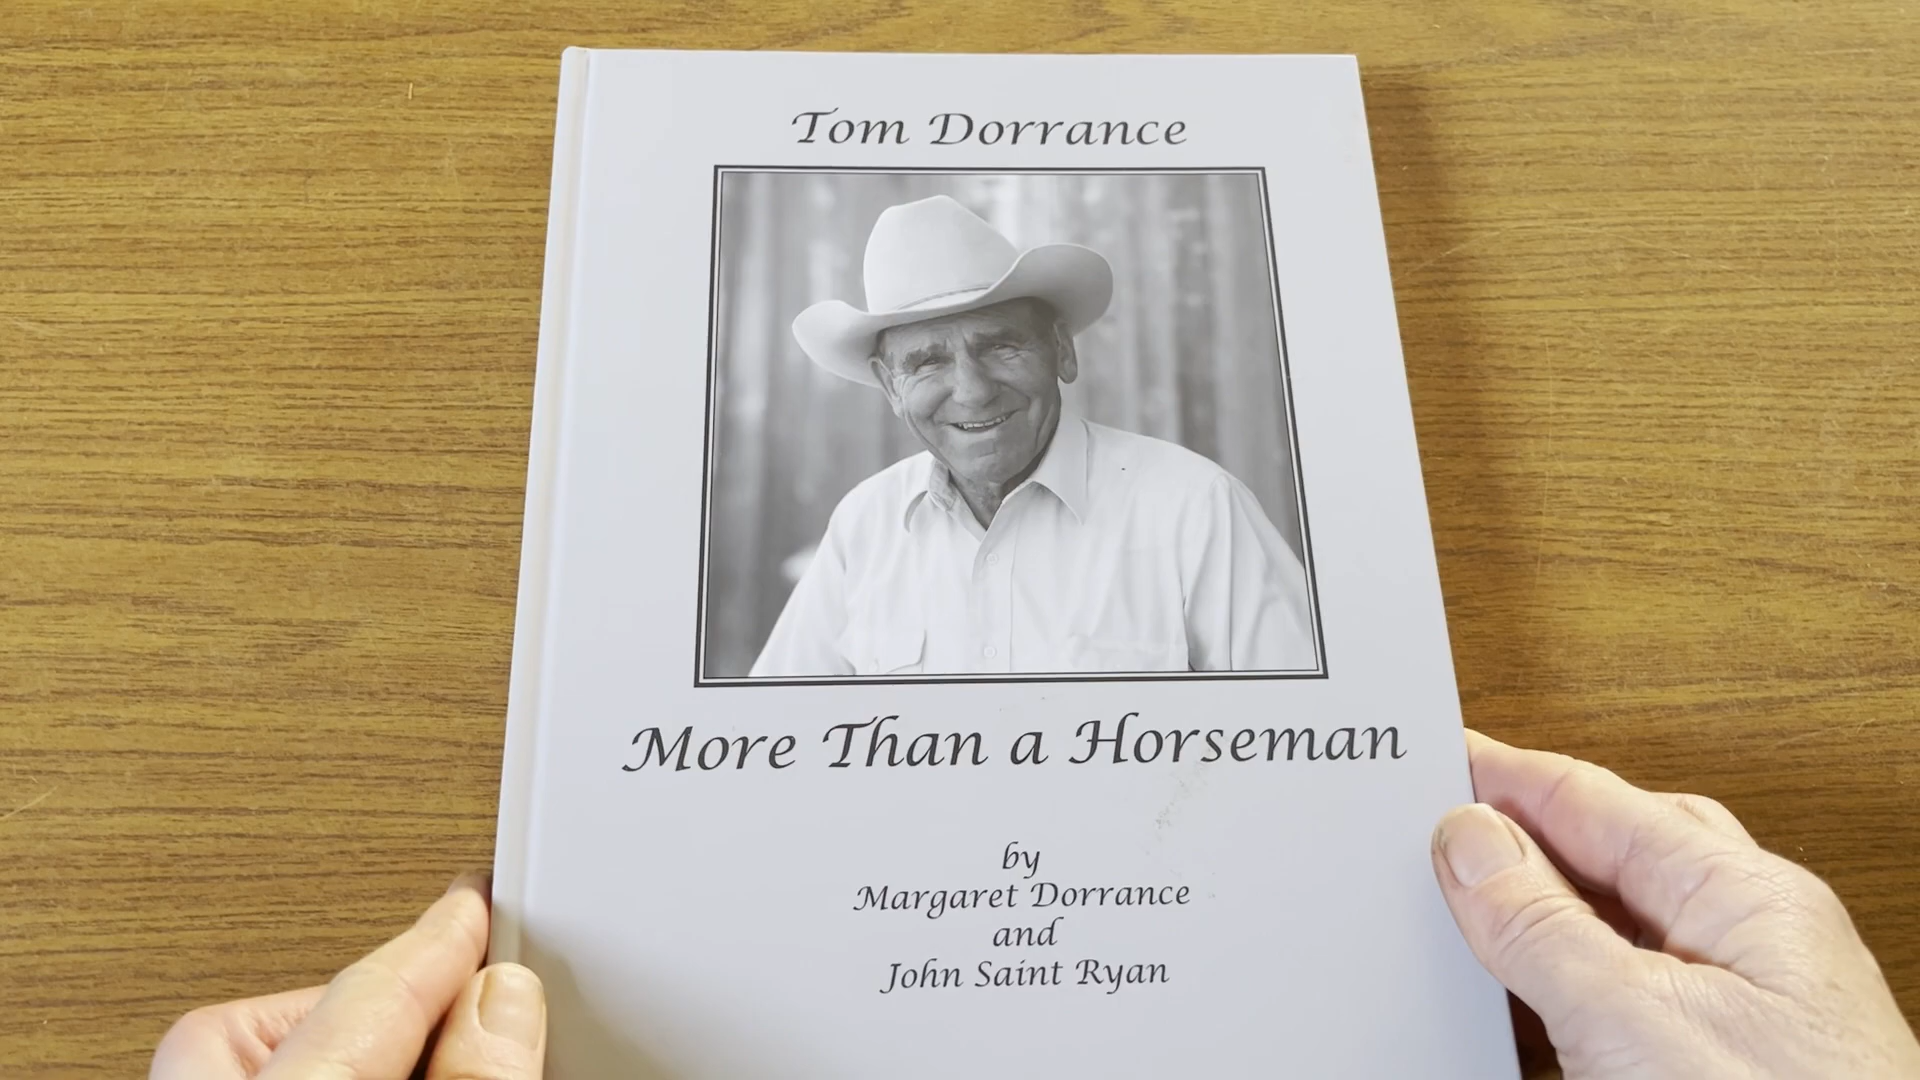 Tom Dorrance
More Than a Horseman
by
Margaret Dorrance
and
John Saint Ryan